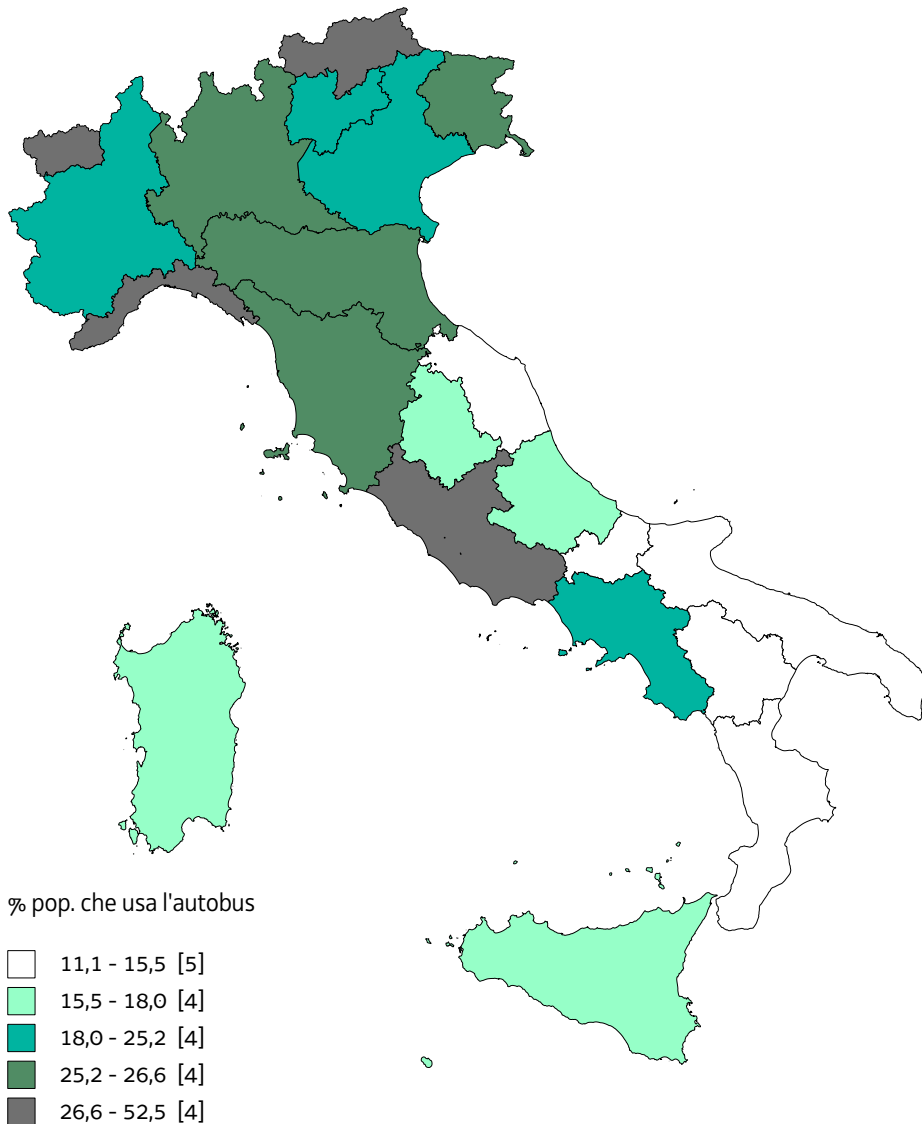 % pop. che usa l'autobus
11,1 - 15,5 [5]
15,5 - 18,0 [4]
18,0 - 25,2 [4]
25,2 - 26,6 [4]
26,6 - 52,5 [4]